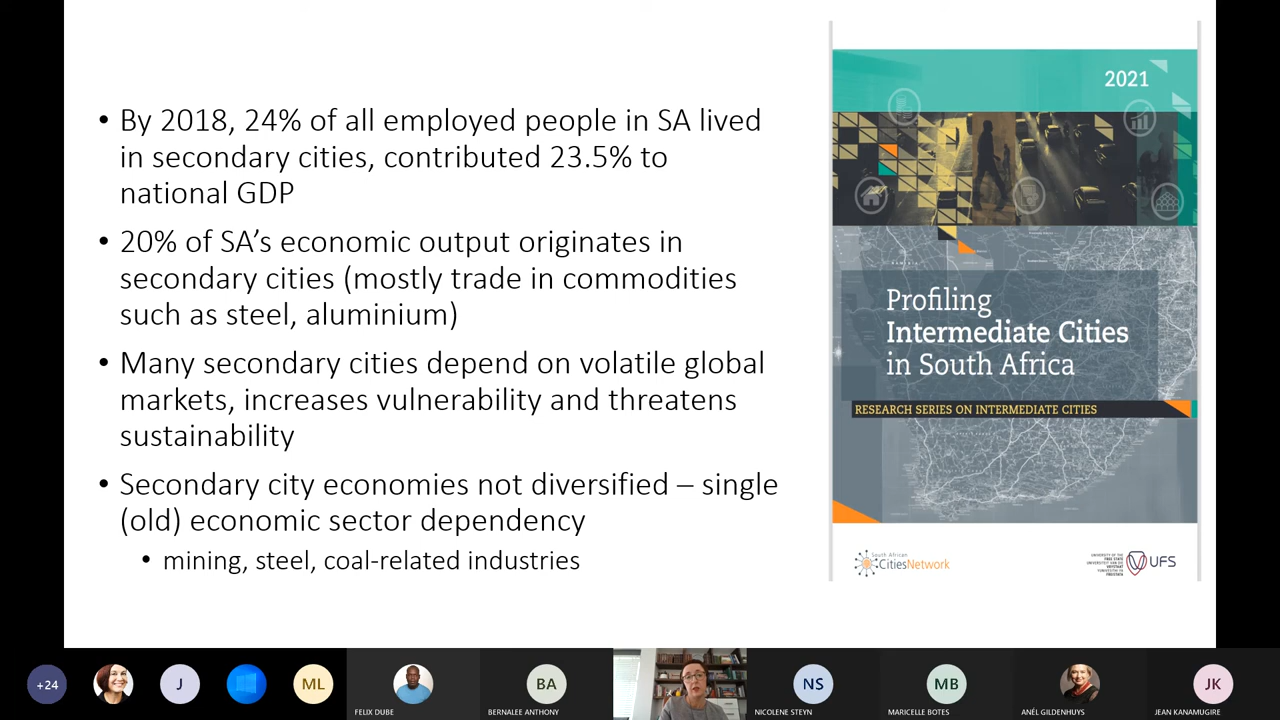 • By 2018, 24% of all employed people in SA lived
in secondary cities, contributed 23.5% to
national GDP
• 20% of SA’s economic output originates in
secondary cities (mostly trade in commodities
such as steel, aluminium)
• Many secondary cities depend on volatile global
markets, increases vulnerability and threatens
sustainability
• Secondary city economies not diversified – single
(old) economic sector dependency
• mining, steel, coal-related industries
2021
Profiling
Intermediate Cities
in South Africa
RESEARCH SERIES ON INTERMEDIATE CITIES
South African
CitiesNetwork
UNIVERSITY OF THE
FREE STATE
UFS
+24
J
ML
FELIX DUBE
BA
BERNALEE ANTHONY
NS
NICOLENE STEYN
MB
MARICELLE BOTES
ANÉL GILDENHUYS
JK
JEAN KANAMUGIRE